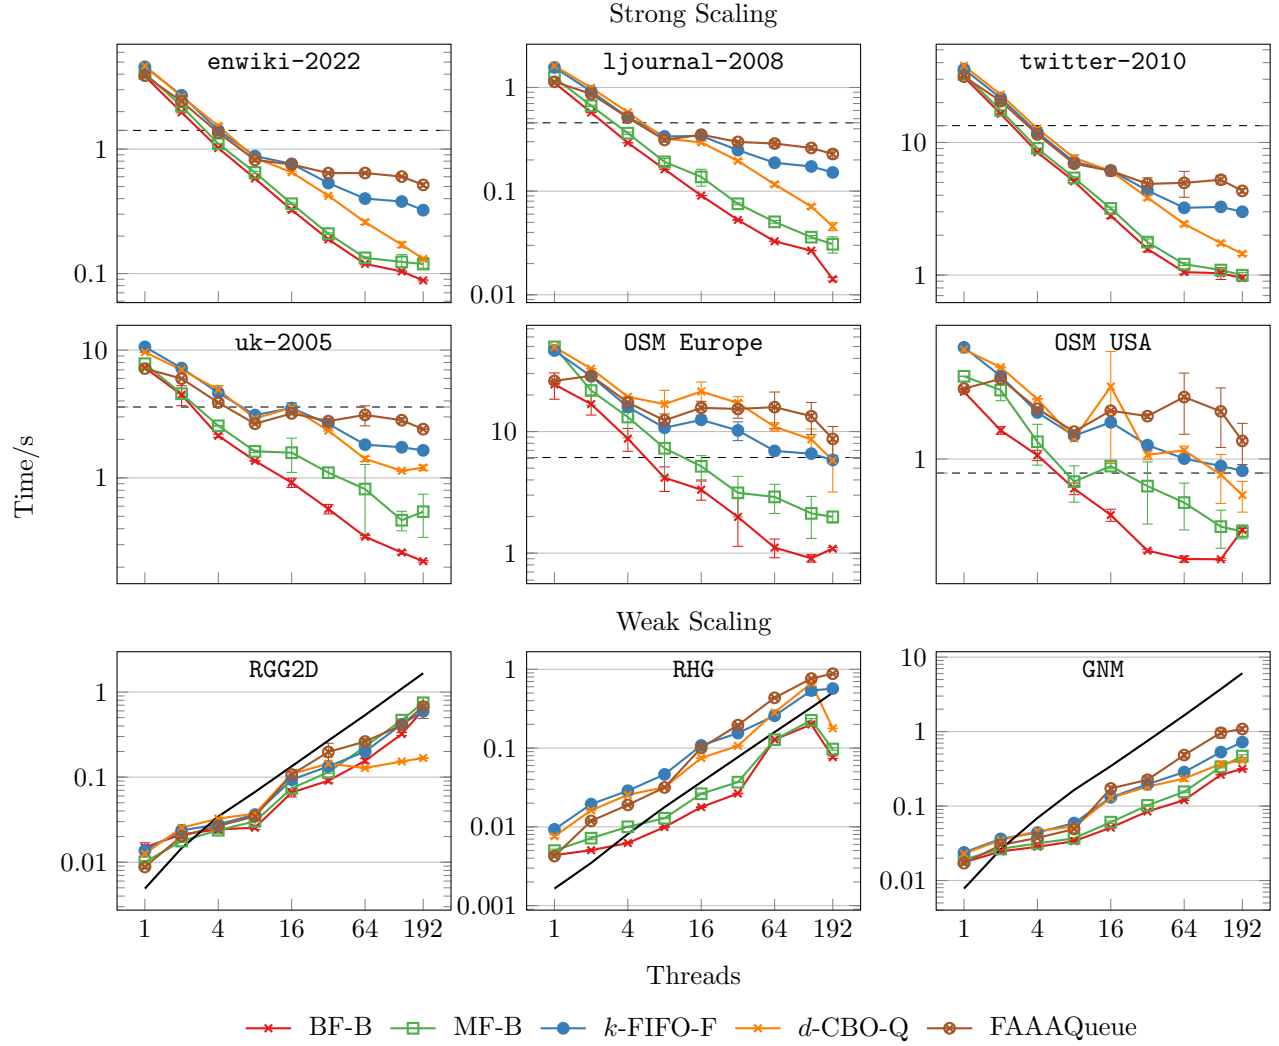 Strong Scaling
enwiki-2022 ljournal-2008 twitter-2010
1
0.1
1
0.1
0.01
10
1
uk-2005 OSM Europe OSM USA
10
1
10
1
1
Time/s
Weak Scaling
RGG2D RHG GNM
1
0.1
0.01
1
0.1
0.01
0.001
10
1
0.1
0.01
1 4 16 64 192 1 4 16 64 192 1 4 16 64 192
Threads
BF-B MF-B k-FIFO-F d-CBO-Q FAAAQueue